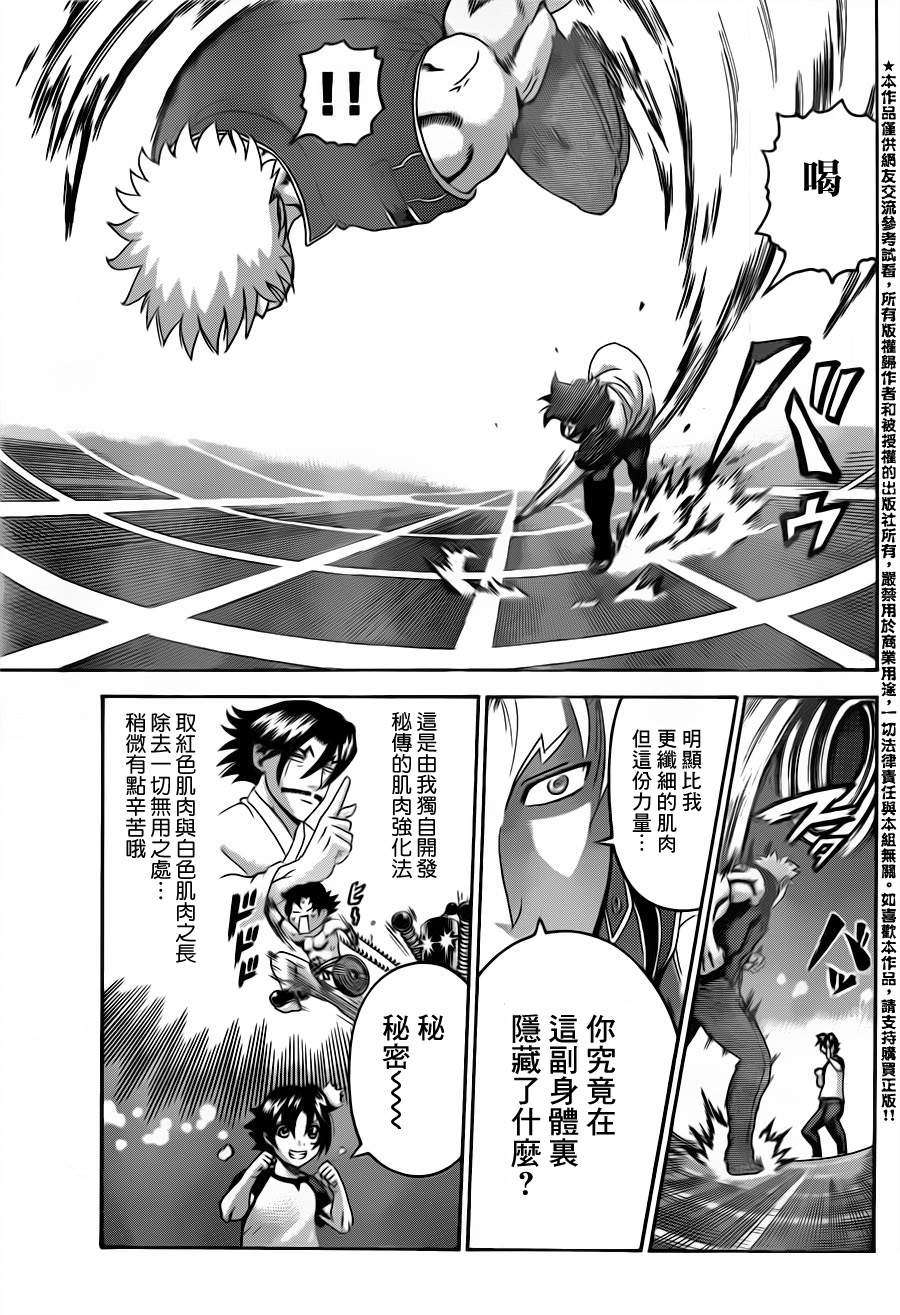 ★本作品僅供網友交流參考試看，所有版權歸作者和被授權的出版社所有，嚴禁用於商業用途，一切法律責任與本組無關。如喜歡本作品，請支持購買正版!!
喝
!!
バッ
明顯比我
更纖細的肌肉
但這份力量…
バッ
你究竟在
這副身體裏
隱藏了什麼?
這是由我獨自開發
秘傳的肌肉強化法
取紅色肌肉與白色肌肉之長
除去一切無用之處…
稍微有點辛苦哦
ビービー
ドドド
秘
秘密~~